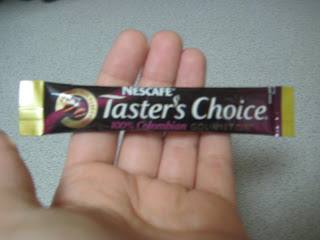 NESCAFÉ
Taster's Choice
100% Colombian